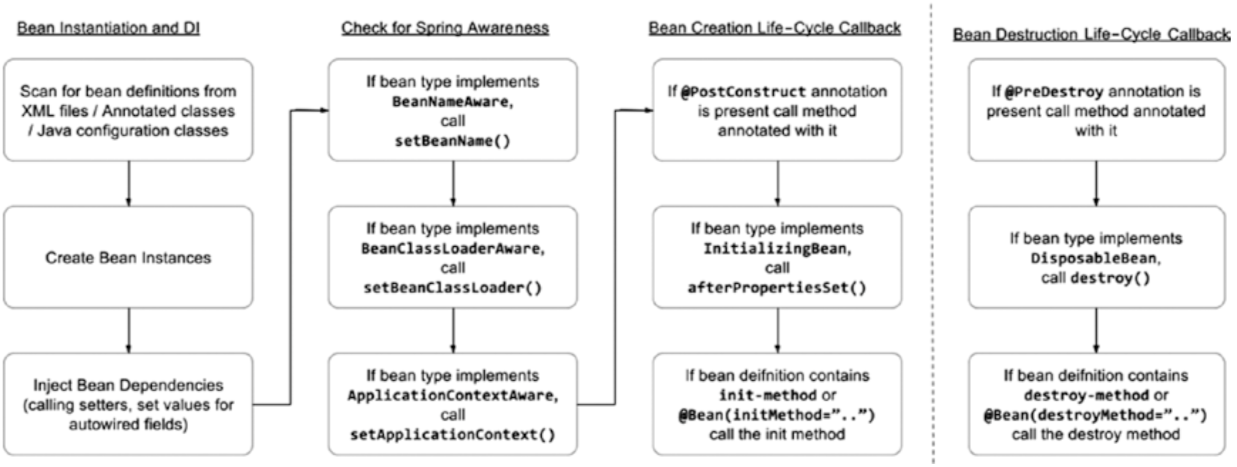 Bean Instantiation and DI
Scan for bean definitions from
XML files / Annotated classes
/ Java configuration classes
Create Bean Instances
Inject Bean Dependencies
(calling setters, set values for
autowired fields)
Check for Spring Awareness
If bean type implements
BeanNameAware,
call
setBeanName()
If bean type implements
BeanClassLoaderAware,
call
setBeanClassLoader()
If bean type implements
ApplicationContextAware,
call
setApplicationContext()
Bean Creation Life-Cycle Callback
If @PostConstruct annotation
is present call method
annotated with it
If bean type implements
InitializingBean,
call
afterPropertiesSet()
If bean deifnition contains
init-method or
@Bean(initMethod=”..”)
call the init method
Bean Destruction Life-Cycle Callback
If @PreDestroy annotation is
present call method annotated
with it
If bean type implements
DisposableBean,
call destroy()
If bean deifnition contains
destroy-method or
@Bean(destroyMethod=”..”)
call the destroy method